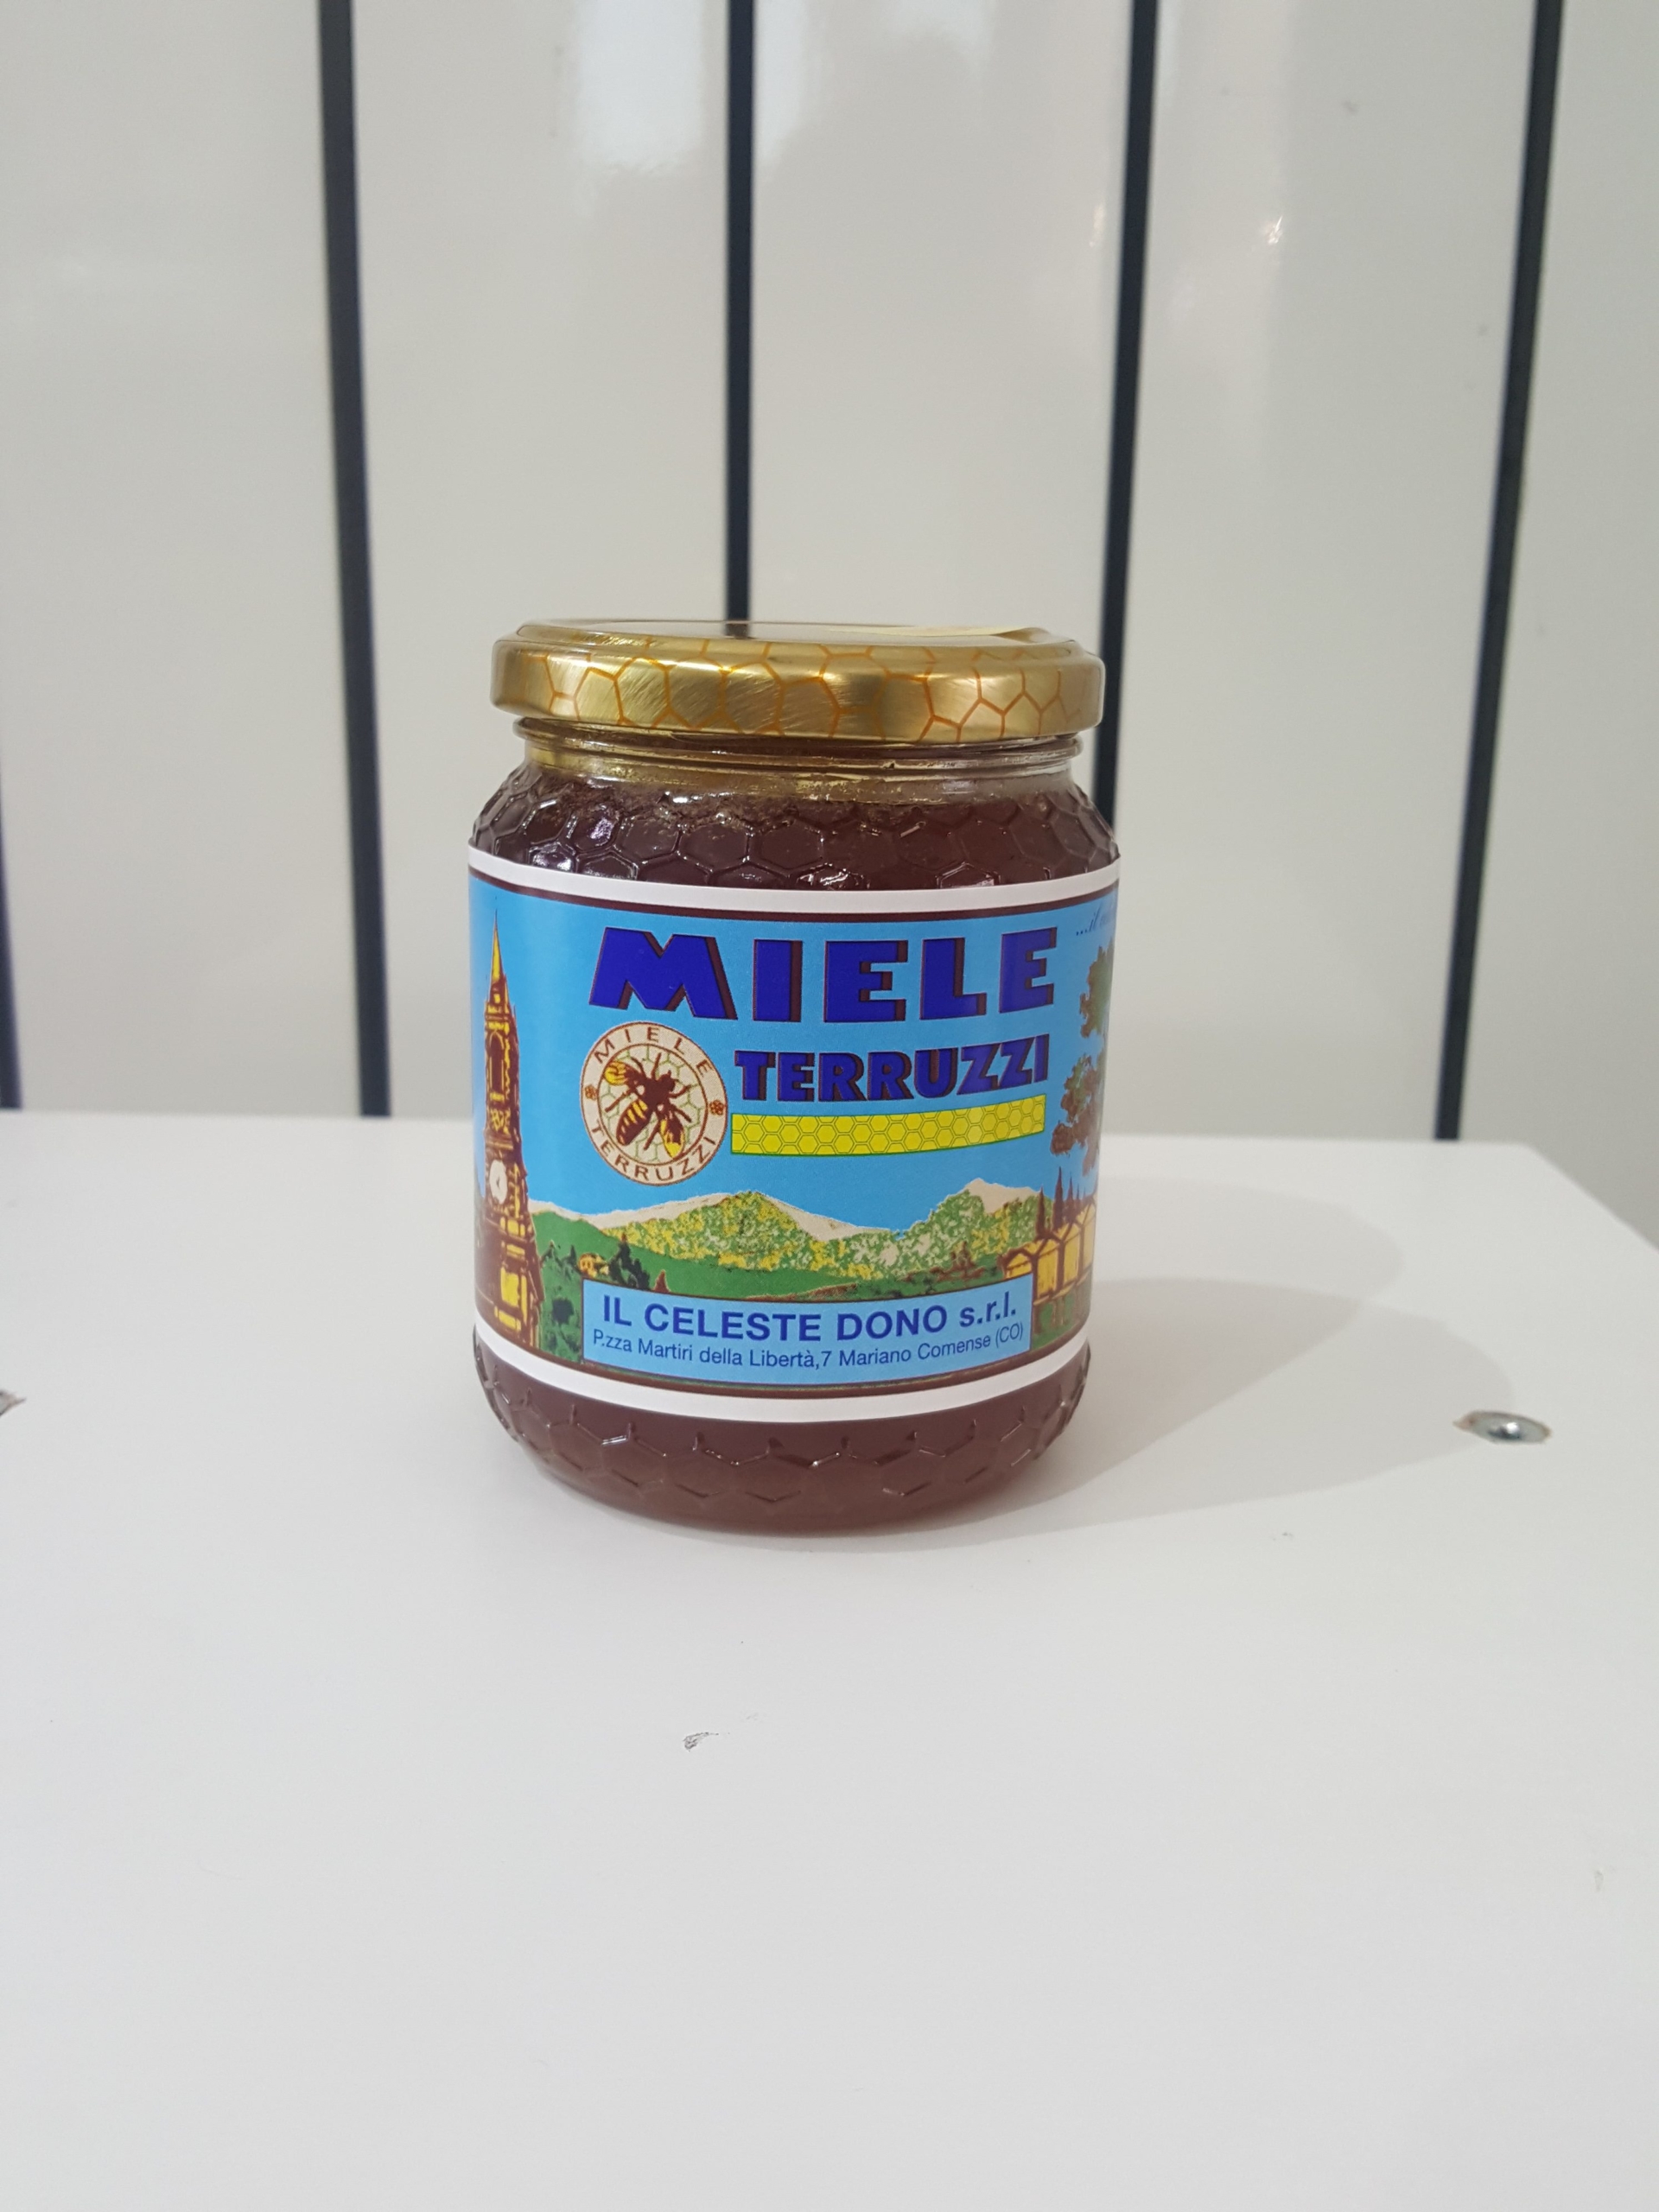 MIELE
MIELE
TERRUZZI
TERRUZZI
IL CELESTE DONO s.r.l.
P.zza Martiri della Libertà,7 Mariano Comense (CO)